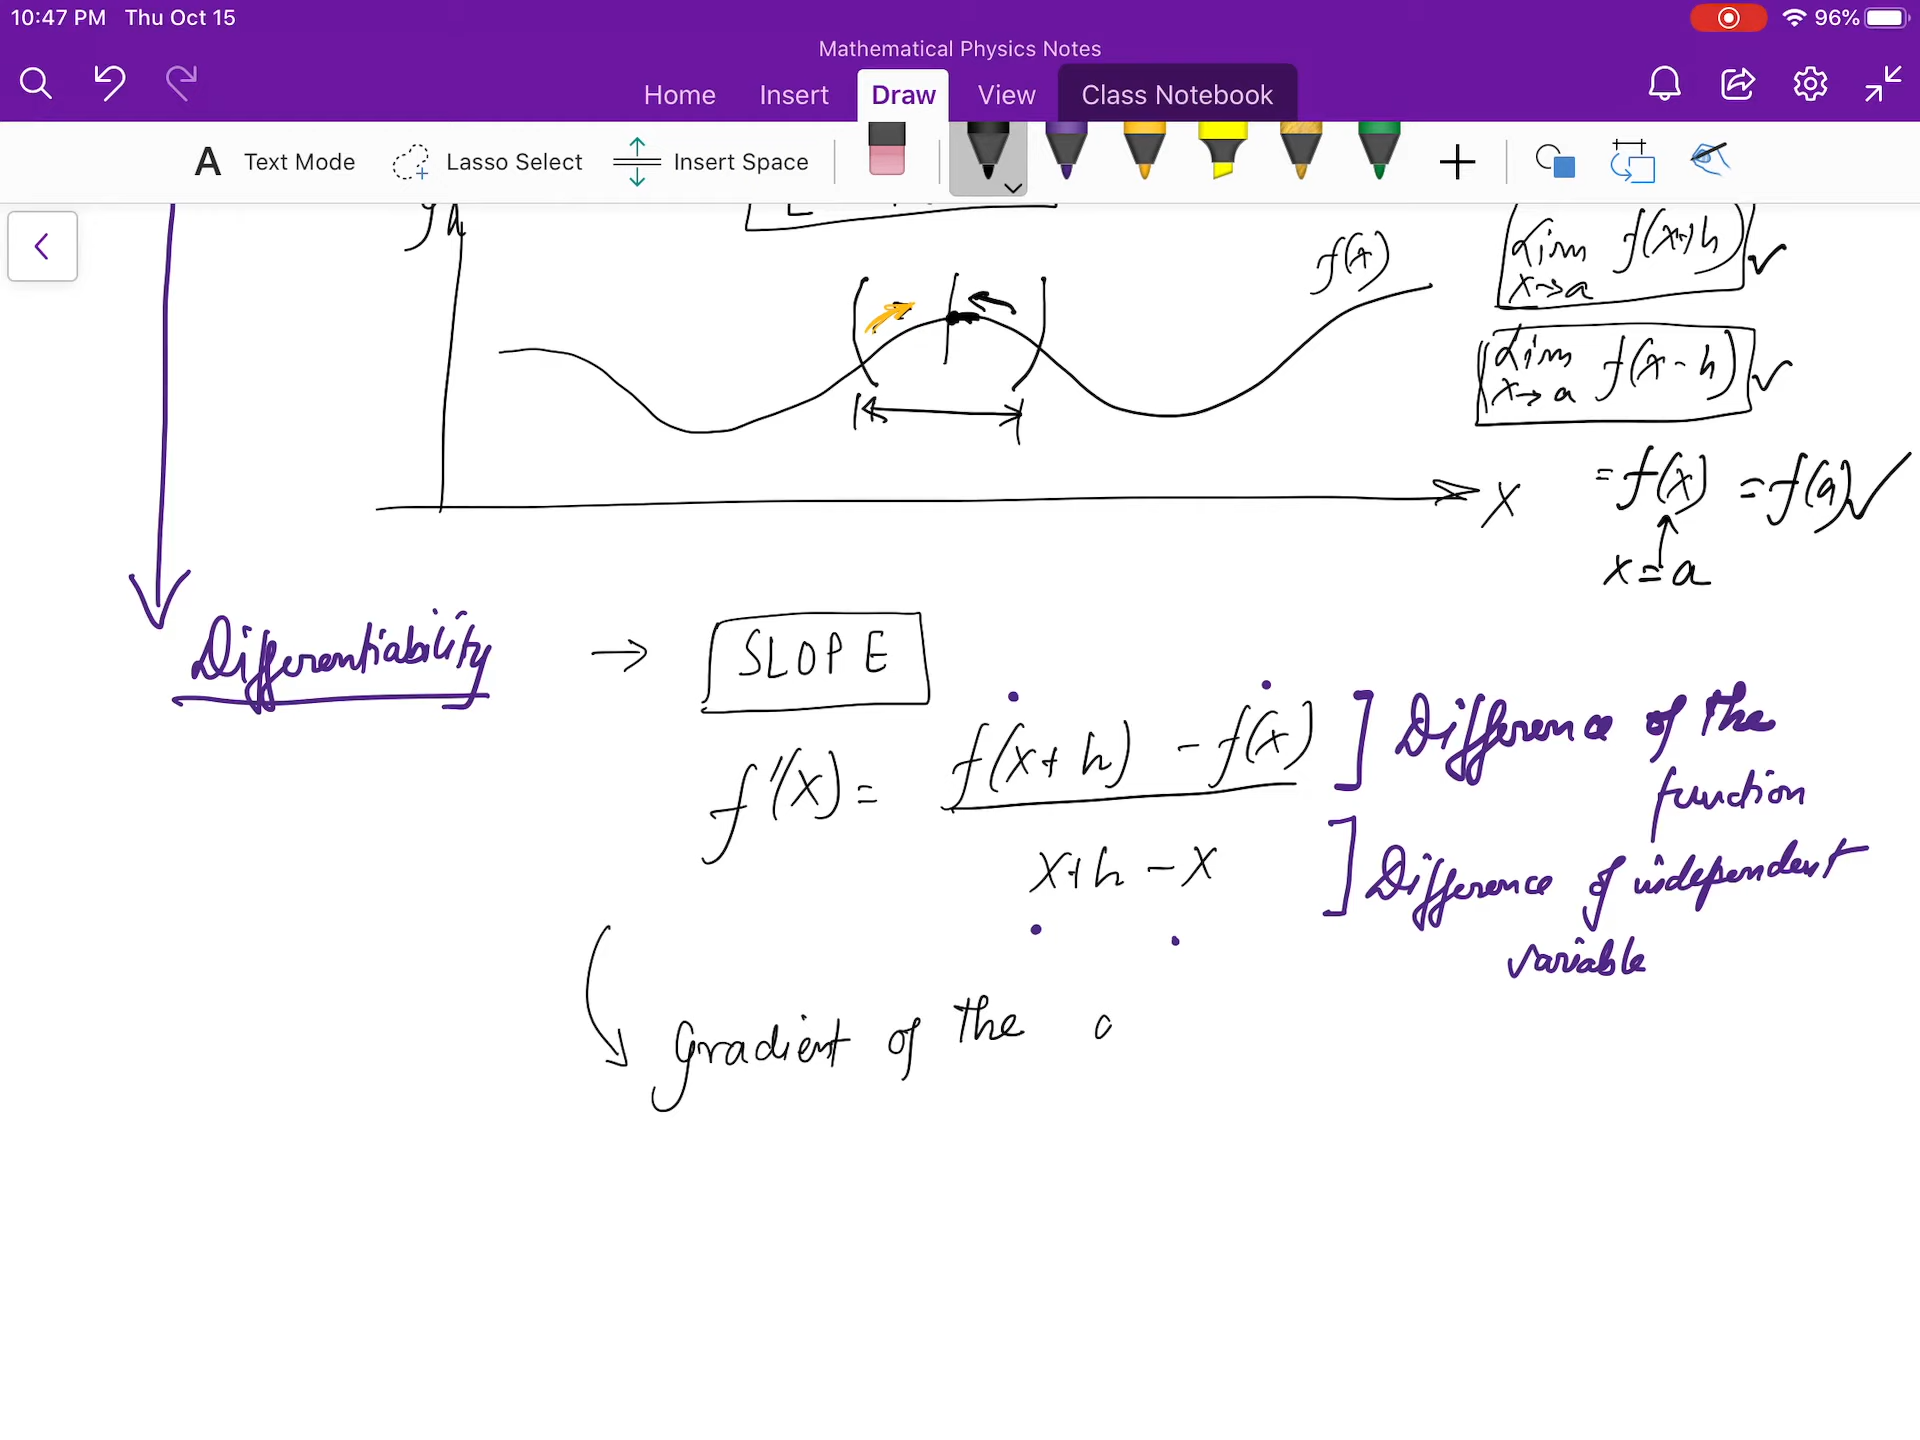 10:47 PM Thu Oct 15
96%
Mathematical Physics Notes
Home Insert Draw View Class Notebook
A Text Mode Lasso Select Insert Space
y
f(x)
lim f(x+h)
x→a
lim f(x-h)
x→a
= f(x) = f(a)
x = a
X
Differentiability → SLOPE
f'(x) = f(x+h) - f(x) ] Difference of the
function
x+h - x ] Difference of independent
variable
Gradient of the c